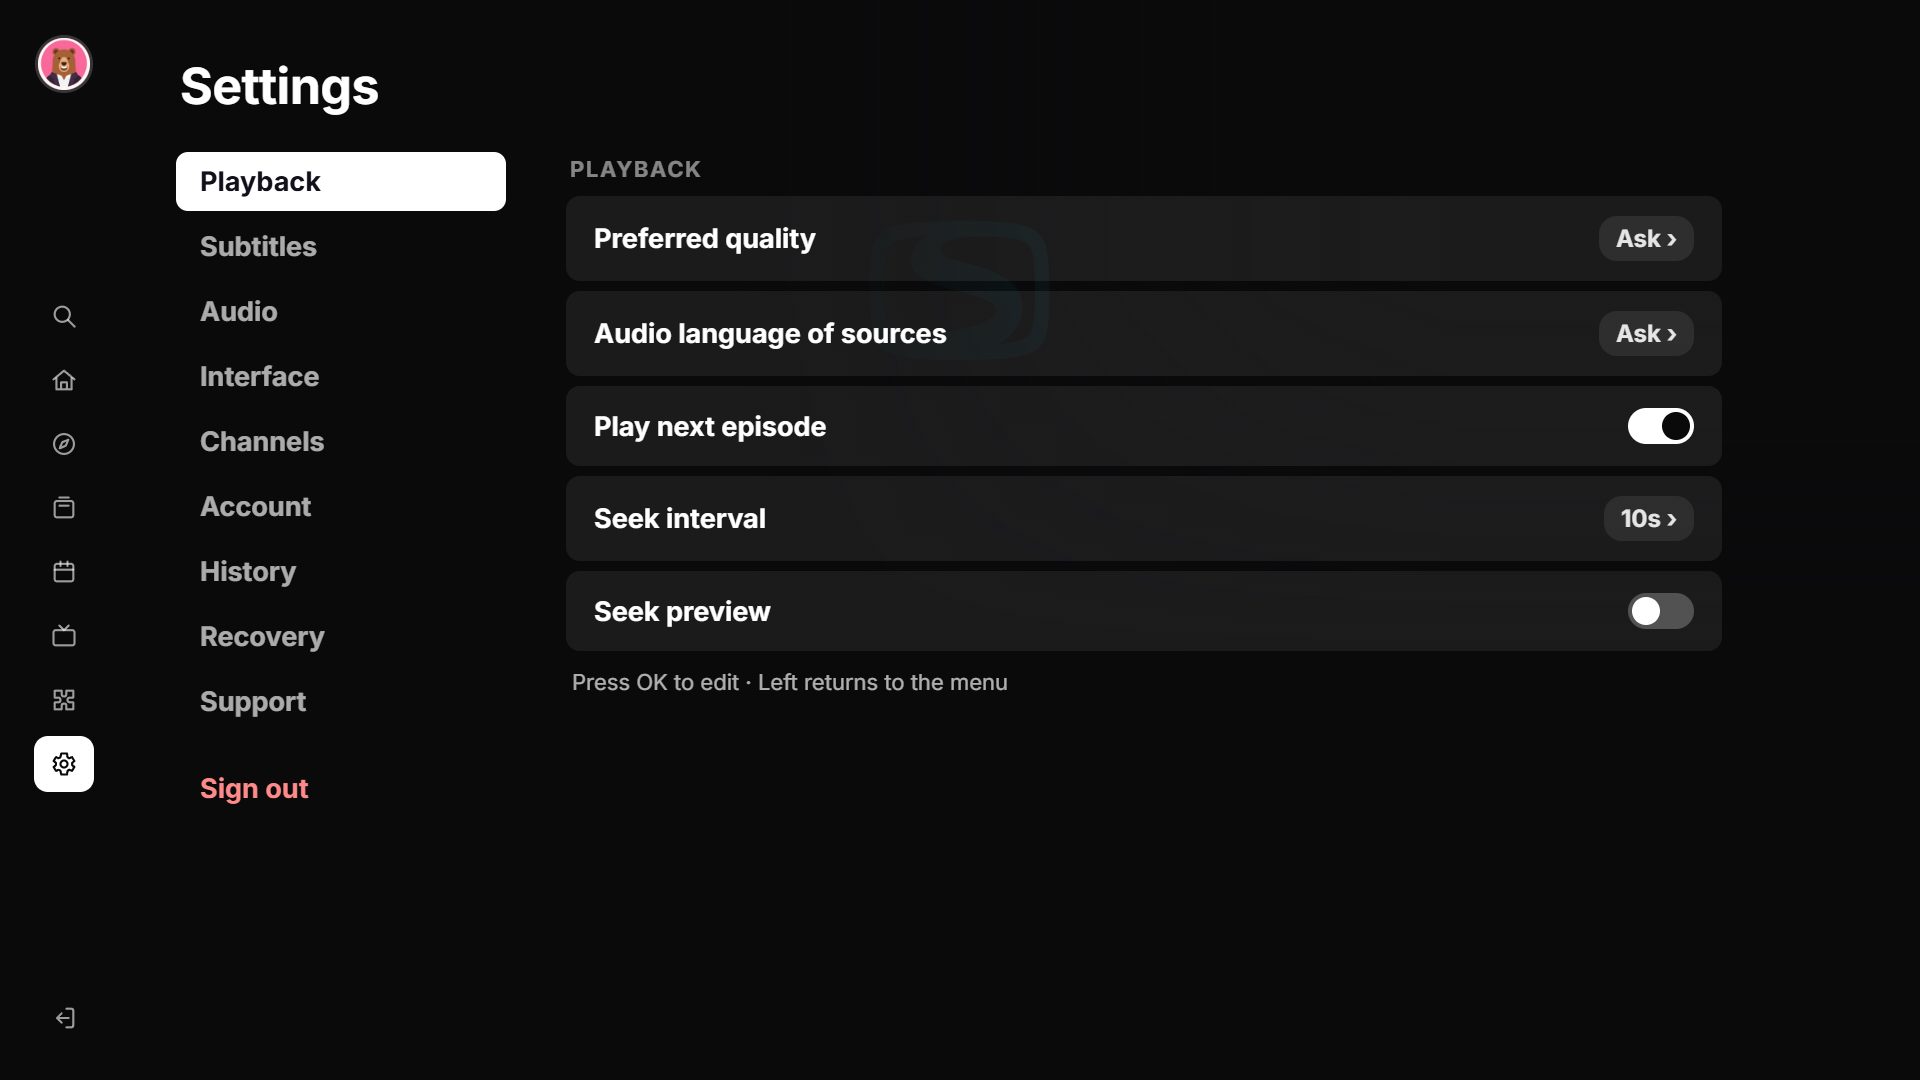 Settings
Playback
Subtitles
Audio
Interface
Channels
Account
History
Recovery
Support
Sign out
PLAYBACK
Preferred quality
Ask ›
Audio language of sources
Ask ›
Play next episode
Seek interval
10s ›
Seek preview
Press OK to edit · Left returns to the menu